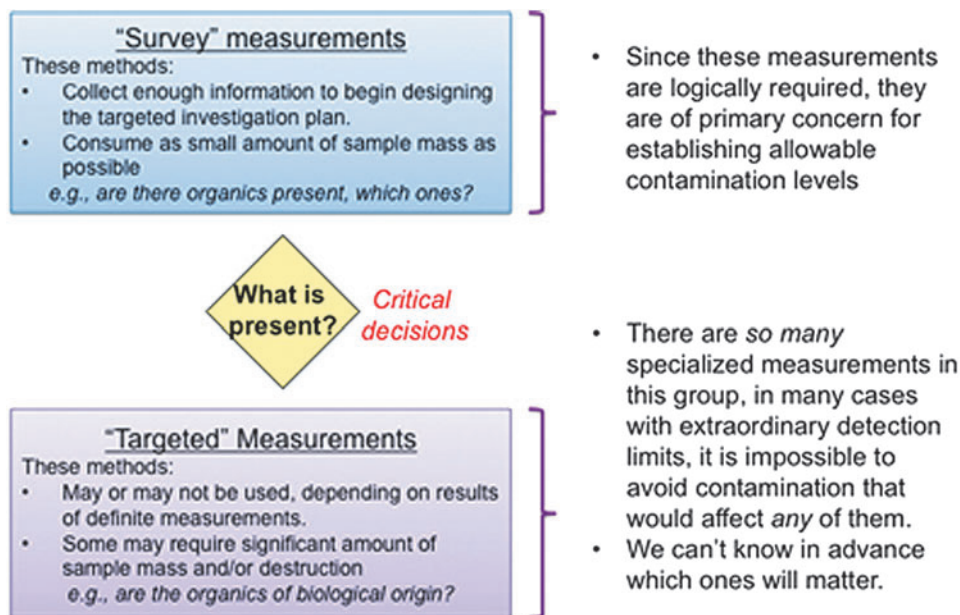 “Survey” measurements
These methods:
• Collect enough information to begin designing
the targeted investigation plan.
• Consume as small amount of sample mass as
possible
e.g., are there organics present, which ones?
• Since these measurements
are logically required, they
are of primary concern for
establishing allowable
contamination levels
What is
present?
Critical
decisions
“Targeted” Measurements
These methods:
• May or may not be used, depending on results
of definite measurements.
• Some may require significant amount of
sample mass and/or destruction
e.g., are the organics of biological origin?
• There are so many
specialized measurements in
this group, in many cases
with extraordinary detection
limits, it is impossible to
avoid contamination that
would affect any of them.
• We can’t know in advance
which ones will matter.